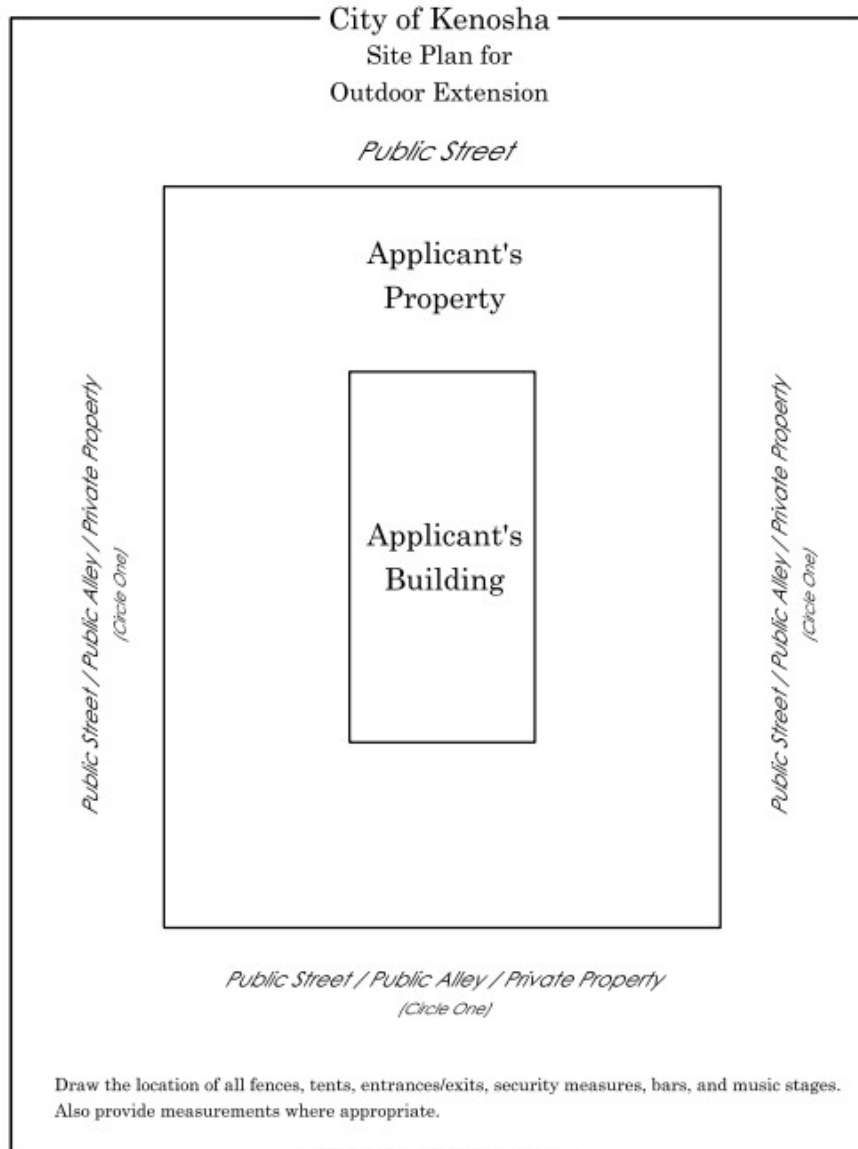 City of Kenosha
Site Plan for
Outdoor Extension
Public Street
Applicant's
Property
Public Street / Public Alley / Private Property
(Circle One)
Applicant's
Building
Public Street / Public Alley / Private Property
(Circle One)
Public Street / Public Alley / Private Property
(Circle One)
Draw the location of all fences, tents, entrances/exits, security measures, bars, and music stages.
Also provide measurements where appropriate.